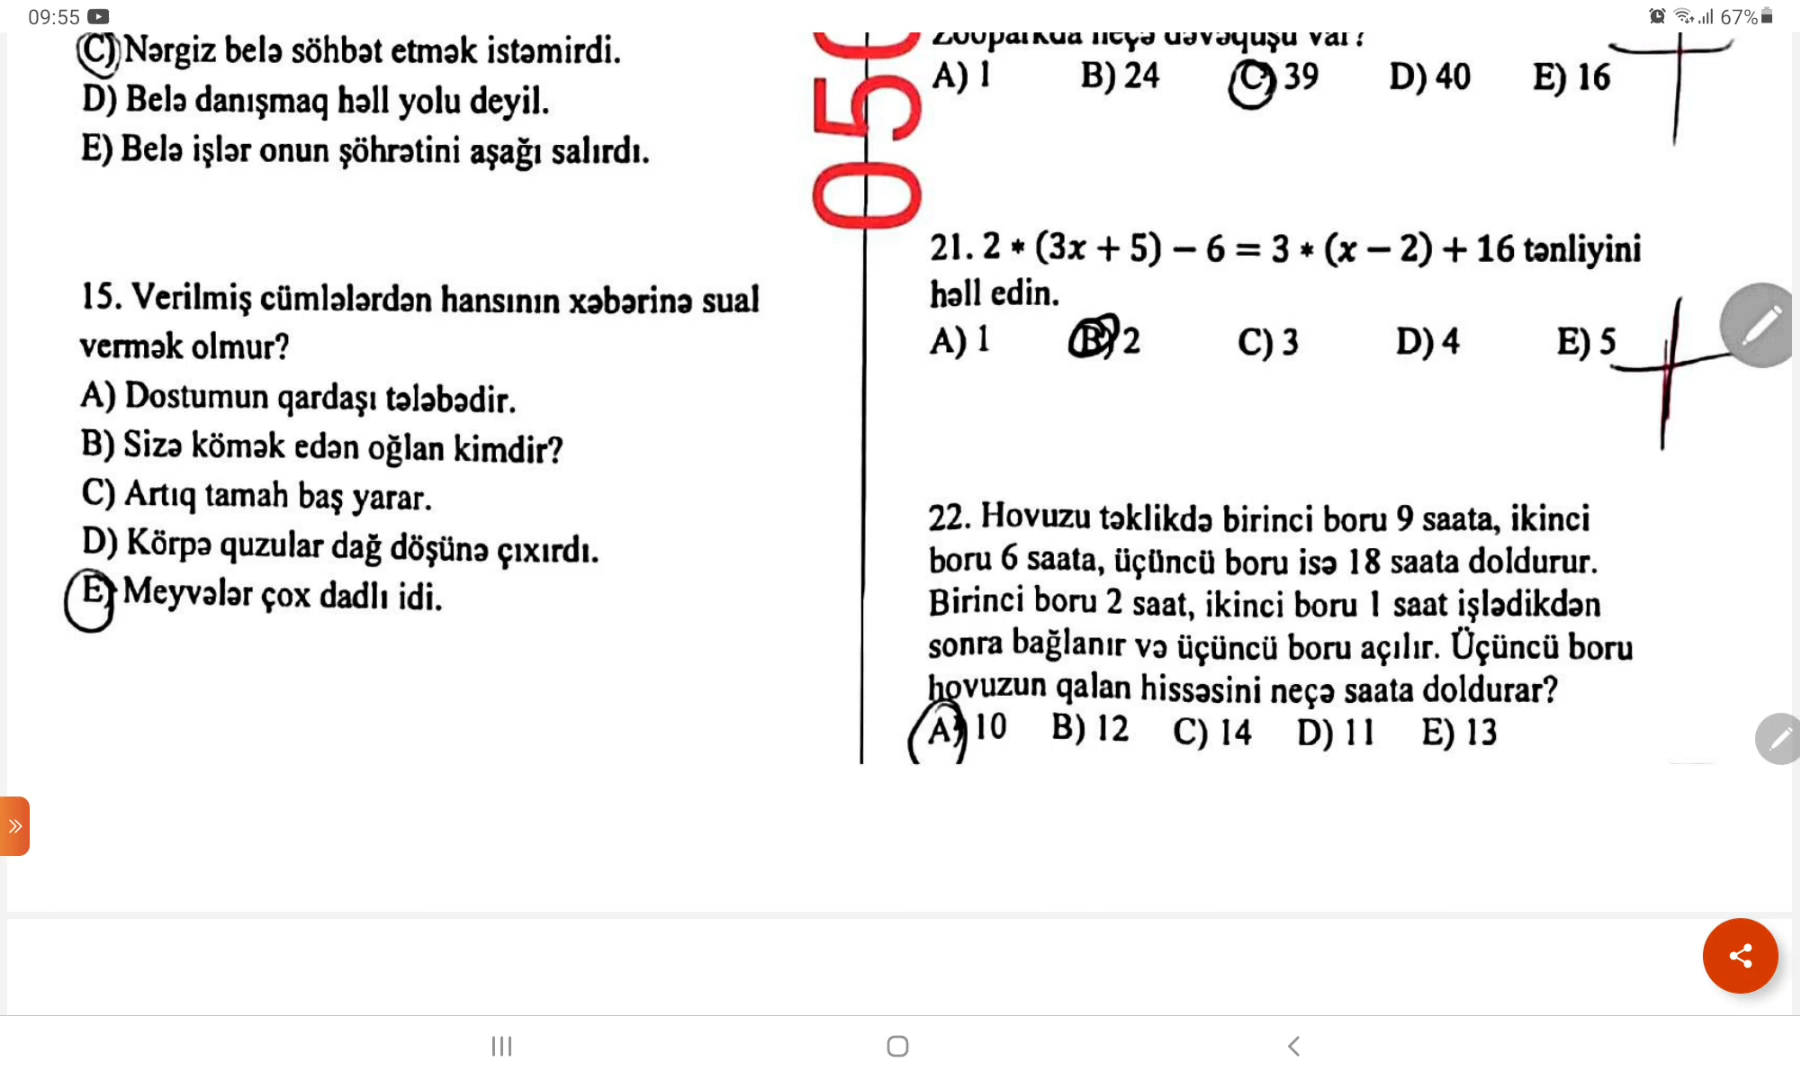 09:55
67%
C) Nərgiz belə söhbət etmək istəmirdi.
D) Belə danışmaq həll yolu deyil.
E) Belə işlər onun şöhrətini aşağı salırdı.
15. Verilmiş cümlələrdən hansının xəbərinə sual
vermək olmur?
A) Dostumun qardaşı tələbədir.
B) Sizə kömək edən oğlan kimdir?
C) Artıq tamah baş yarar.
D) Körpə quzular dağ döşünə çıxırdı.
E) Meyvələr çox dadlı idi.
050
Zooparkda neçə dəvəquşu var?
A) 1 B) 24 C) 39 D) 40 E) 16
21. 2 * (3x + 5) − 6 = 3 * (x − 2) + 16 tənliyini
həll edin.
A) 1 B) 2 C) 3 D) 4 E) 5
22. Hovuzu təklikdə birinci boru 9 saata, ikinci
boru 6 saata, üçüncü boru isə 18 saata doldurur.
Birinci boru 2 saat, ikinci boru 1 saat işlədikdən
sonra bağlanır və üçüncü boru açılır. Üçüncü boru
hovuzun qalan hissəsini neçə saata doldurar?
A) 10 B) 12 C) 14 D) 11 E) 13